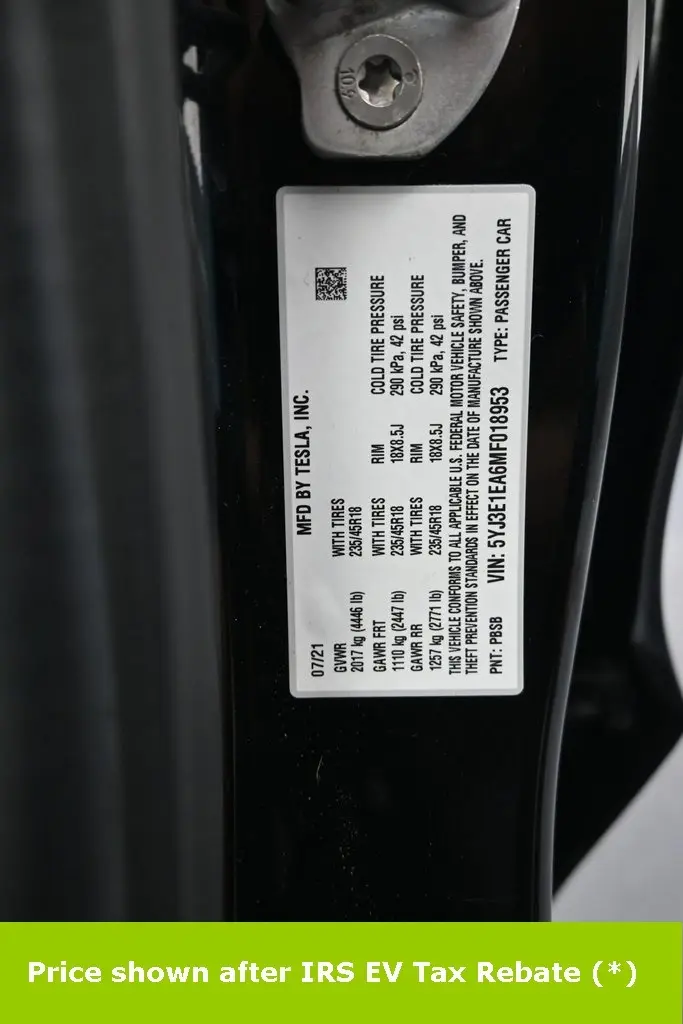 10.9
MFD BY TESLA, INC.
07/21
GVWR WITH TIRES
2017 kg (4446 lb) 235/45R18
GAWR FRT WITH TIRES RIM COLD TIRE PRESSURE
1110 kg (2447 lb) 235/45R18 18X8.5J 290 kPa, 42 psi
GAWR RR WITH TIRES RIM COLD TIRE PRESSURE
1257 kg (2771 lb) 235/45R18 18X8.5J 290 kPa, 42 psi
THIS VEHICLE CONFORMS TO ALL APPLICABLE U.S. FEDERAL MOTOR VEHICLE SAFETY, BUMPER, AND
THEFT PREVENTION STANDARDS IN EFFECT ON THE DATE OF MANUFACTURE SHOWN ABOVE.
PNT: PBSB VIN: 5YJ3E1EA6MF018953 TYPE: PASSENGER CAR
Price shown after IRS EV Tax Rebate (*)